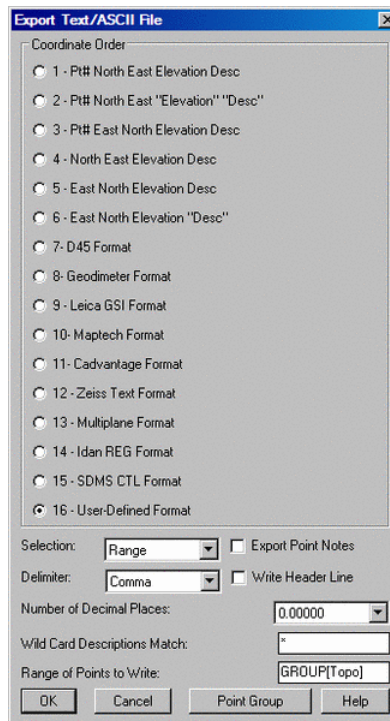 Export Text/ASCII File
Coordinate Order
1 - Pt# North East Elevation Desc
2 - Pt# North East "Elevation" "Desc"
3 - Pt# East North Elevation Desc
4 - North East Elevation Desc
5 - East North Elevation Desc
6 - East North Elevation "Desc"
7- D45 Format
8- Geodimeter Format
9 - Leica GSI Format
10- Maptech Format
11- Cadvantage Format
12 - Zeiss Text Format
13 - Multiplane Format
14 - Idan REG Format
15 - SDMS CTL Format
16 - User-Defined Format
Selection: Range Export Point Notes
Delimiter: Comma Write Header Line
Number of Decimal Places: 0.00000
Wild Card Descriptions Match: *
Range of Points to Write: GROUP[Topo]
OK Cancel Point Group Help